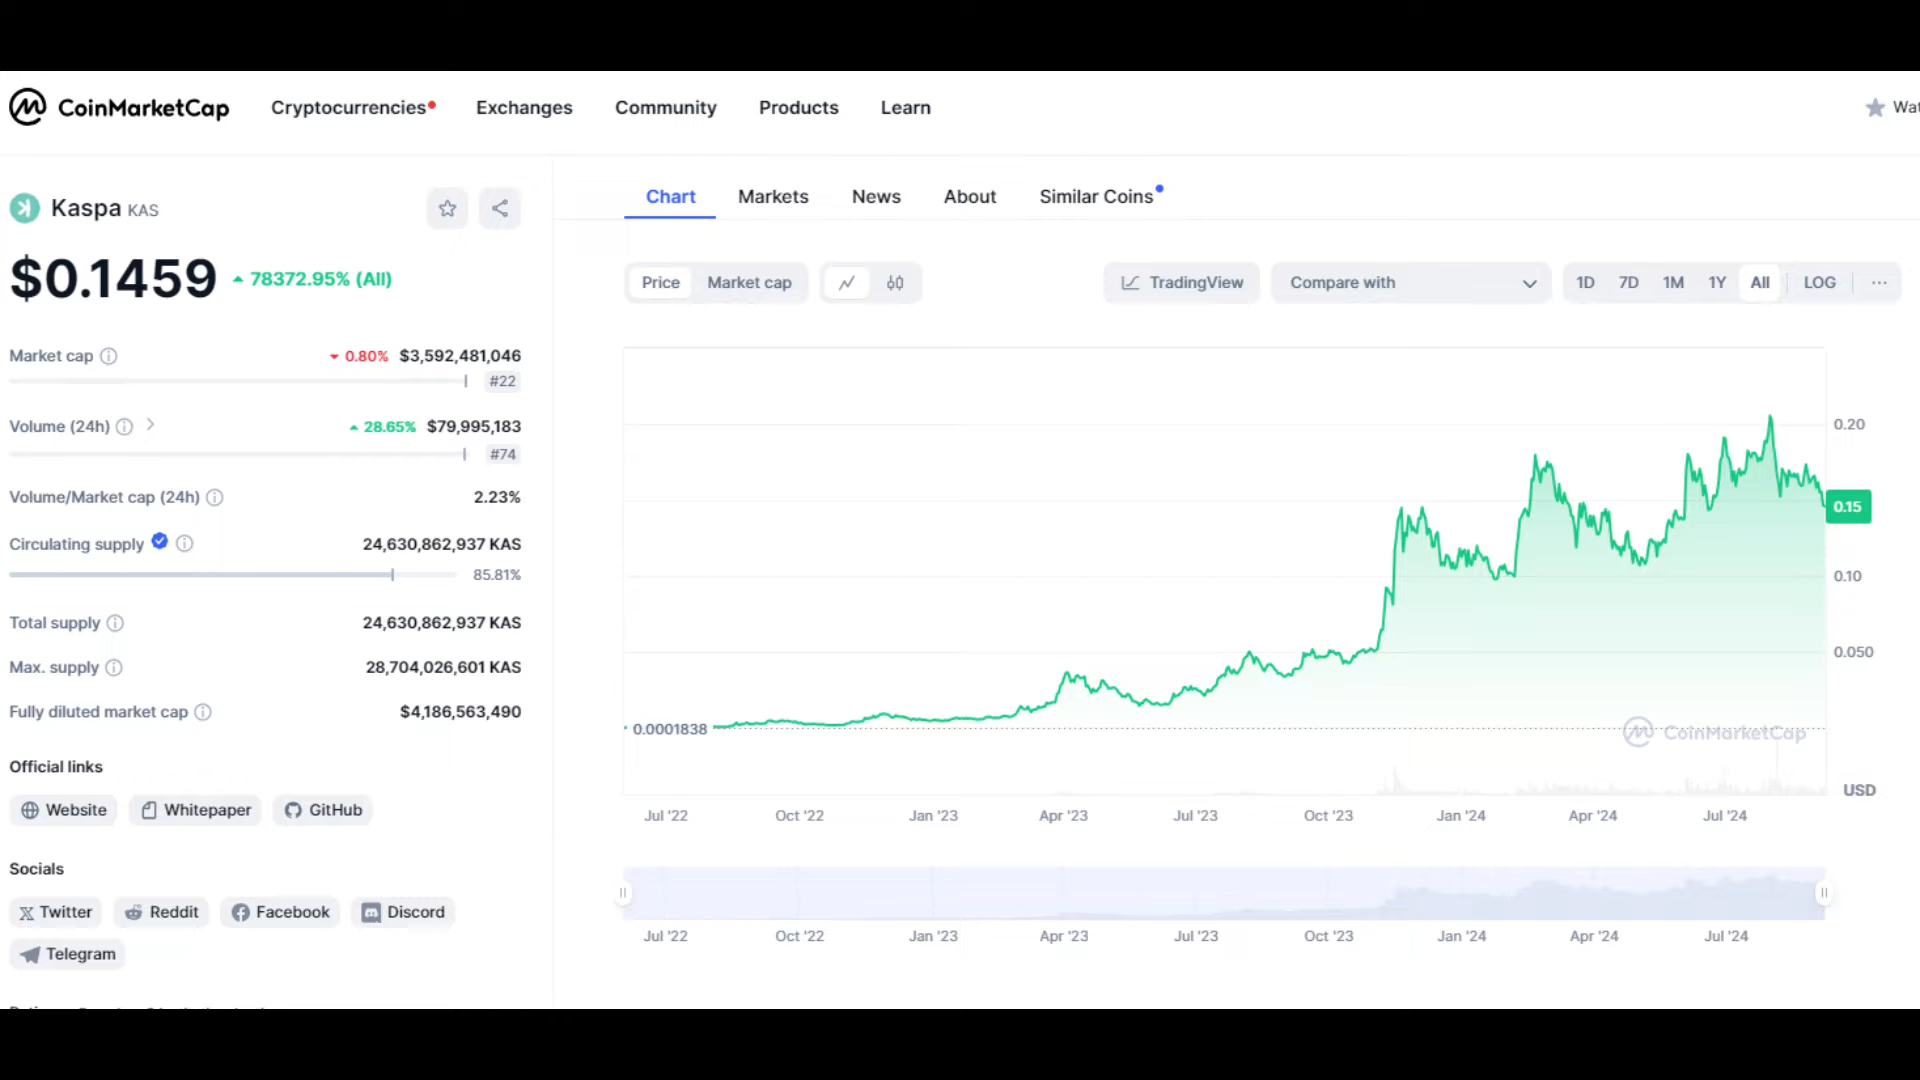 CoinMarketCap Cryptocurrencies Exchanges Community Products Learn Wat
Kaspa KAS
$0.1459 78372.95% (All)
Market cap 0.80% $3,592,481,046
#22
Volume (24h) 28.65% $79,995,183
#74
Volume/Market cap (24h) 2.23%
Circulating supply 24,630,862,937 KAS
85.81%
Total supply 24,630,862,937 KAS
Max. supply 28,704,026,601 KAS
Fully diluted market cap $4,186,563,490
Official links
Website Whitepaper GitHub
Socials
Twitter Reddit Facebook Discord
Telegram
Chart Markets News About Similar Coins
Price Market cap TradingView Compare with 1D 7D 1M 1Y All LOG ...
0.20
0.15
0.10
0.050
0.0001838
CoinMarketCap
USD
Jul '22 Oct '22 Jan '23 Apr '23 Jul '23 Oct '23 Jan '24 Apr '24 Jul '24
Jul '22 Oct '22 Jan '23 Apr '23 Jul '23 Oct '23 Jan '24 Apr '24 Jul '24